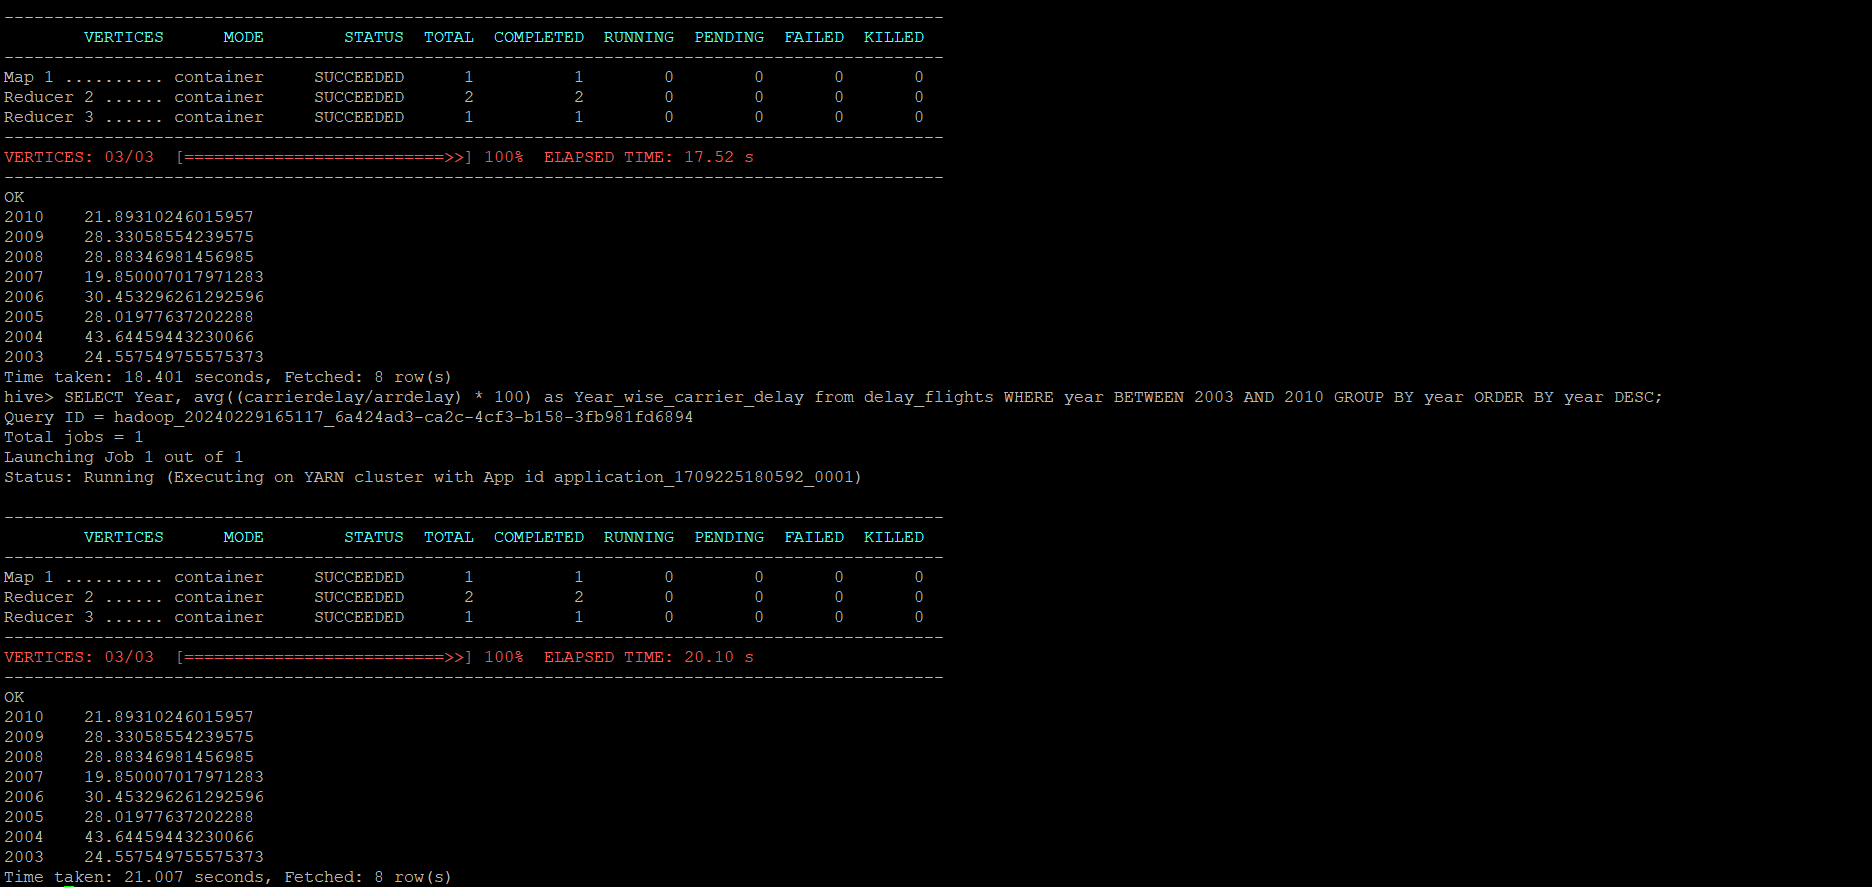 ----------------------------------------------------------------------------------------------
        VERTICES      MODE        STATUS  TOTAL  COMPLETED  RUNNING  PENDING  FAILED  KILLED
----------------------------------------------------------------------------------------------
Map 1 .......... container     SUCCEEDED      1          1        0        0       0       0
Reducer 2 ...... container     SUCCEEDED      2          2        0        0       0       0
Reducer 3 ...... container     SUCCEEDED      1          1        0        0       0       0
----------------------------------------------------------------------------------------------
VERTICES: 03/03  [==========================>>] 100%  ELAPSED TIME: 17.52 s
----------------------------------------------------------------------------------------------
OK
2010    21.89310246015957
2009    28.33058554239575
2008    28.88346981456985
2007    19.850007017971283
2006    30.453296261292596
2005    28.01977637202288
2004    43.64459443230066
2003    24.557549755575373
Time taken: 18.401 seconds, Fetched: 8 row(s)
hive> SELECT Year, avg((carrierdelay/arrdelay) * 100) as Year_wise_carrier_delay from delay_flights WHERE year BETWEEN 2003 AND 2010 GROUP BY year ORDER BY year DESC;
Query ID = hadoop_20240229165117_6a424ad3-ca2c-4cf3-b158-3fb981fd6894
Total jobs = 1
Launching Job 1 out of 1
Status: Running (Executing on YARN cluster with App id application_1709225180592_0001)
----------------------------------------------------------------------------------------------
        VERTICES      MODE        STATUS  TOTAL  COMPLETED  RUNNING  PENDING  FAILED  KILLED
----------------------------------------------------------------------------------------------
Map 1 .......... container     SUCCEEDED      1          1        0        0       0       0
Reducer 2 ...... container     SUCCEEDED      2          2        0        0       0       0
Reducer 3 ...... container     SUCCEEDED      1          1        0        0       0       0
----------------------------------------------------------------------------------------------
VERTICES: 03/03  [==========================>>] 100%  ELAPSED TIME: 20.10 s
----------------------------------------------------------------------------------------------
OK
2010    21.89310246015957
2009    28.33058554239575
2008    28.88346981456985
2007    19.850007017971283
2006    30.453296261292596
2005    28.01977637202288
2004    43.64459443230066
2003    24.557549755575373
Time taken: 21.007 seconds, Fetched: 8 row(s)